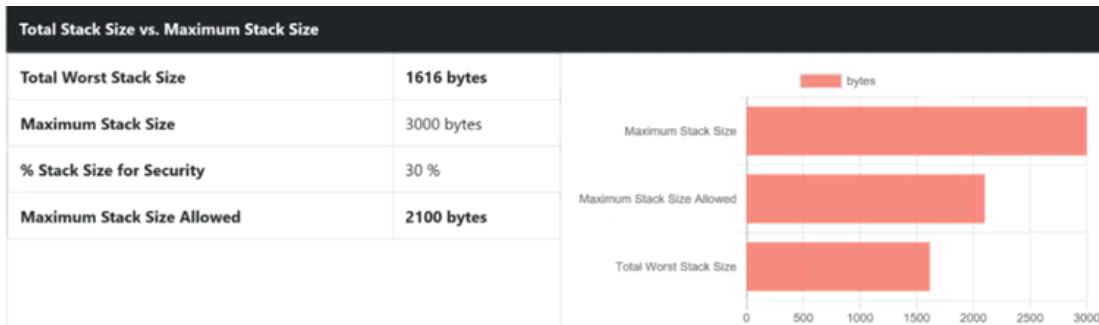 Total Stack Size vs. Maximum Stack Size
Total Worst Stack Size 1616 bytes
Maximum Stack Size 3000 bytes
% Stack Size for Security 30 %
Maximum Stack Size Allowed 2100 bytes
bytes
Maximum Stack Size
Maximum Stack Size Allowed
Total Worst Stack Size
0 500 1000 1500 2000 2500 3000